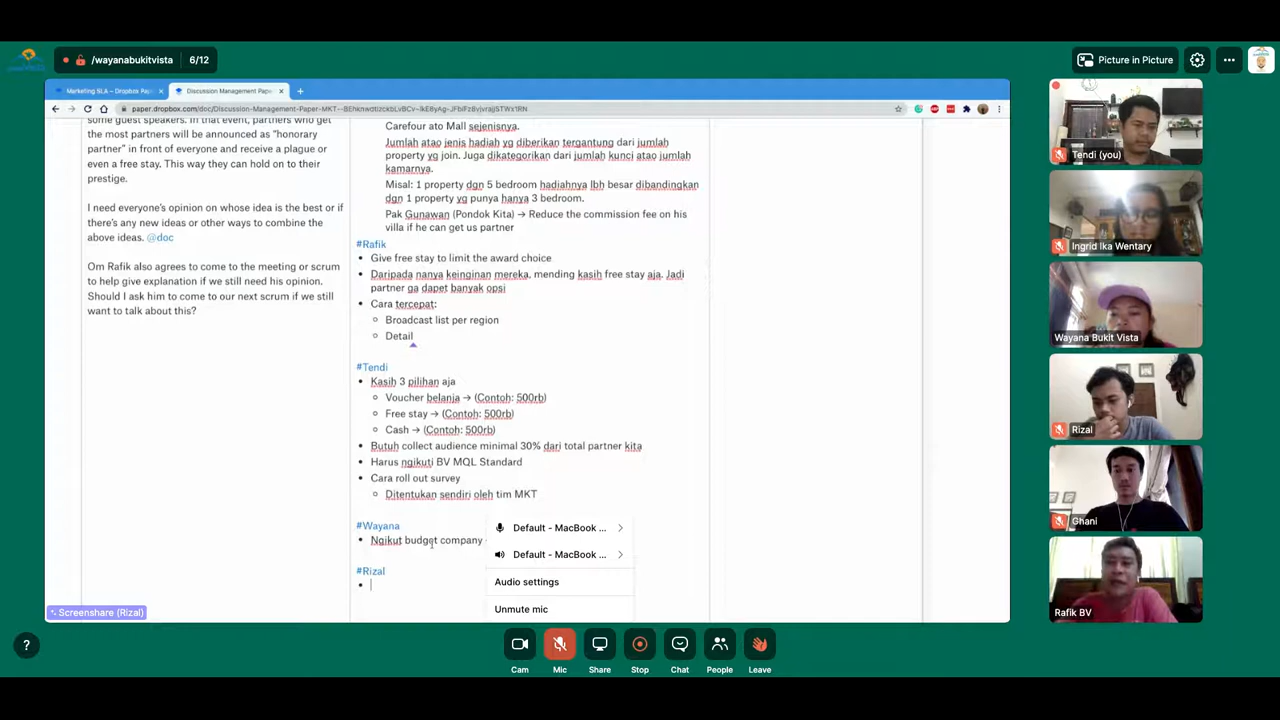 /wayanabukitvista 6/12
Picture in Picture
Marketing SLA – Dropbox Pap
Discussion Management Pape
some guest speakers. In that event, partners who get
the most partners will be announced as "honorary
partner" in front of everyone and receive a plague or
even a free stay. This way they can hold on to their
prestige.
I need everyone's opinion on whose idea is the best or if
there's any new ideas or other ways to combine the
above ideas. @doc
Om Rafik also agrees to come to the meeting or scrum
to help give explanation if we still need his opinion.
Should I ask him to come to our next scrum if we still
want to talk about this?
Carefour ato Mall sejenisnya.
Jumlah atao jenis hadiah yg diberikan tergantung dari jumlah
property yg join. Juga dikategorikan dari jumlah kunci atao jumlah
kamarnya.
Misal: 1 property dgn 5 bedroom hadiahnya lbh besar dibandingkan
dgn 1 property yg punya hanya 3 bedroom.
Pak Gunawan (Pondok Kita) → Reduce the commission fee on his
villa if he can get us partner
#Rafik
• Give free stay to limit the award choice
• Daripada nanya keinginan mereka, mending kasih free stay aja. Jadi
partner ga dapet banyak opsi
• Cara tercepat:
◦ Broadcast list per region
◦ Detail
#Tendi
• Kasih 3 pilihan aja
◦ Voucher belanja → (Contoh: 500rb)
◦ Free stay → (Contoh: 500rb)
◦ Cash → (Contoh: 500rb)
• Butuh collect audience minimal 30% dari total partner kita
• Harus ngikuti BV MQL Standard
• Cara roll out survey
◦ Ditentukan sendiri oleh tim MKT
#Wayana
• Ngikut budget company
#Rizal
•
Default - MacBook ...
Default - MacBook ...
Audio settings
Unmute mic
Screenshare (Rizal)
Tendi (you)
Ingrid Ika Wentary
Wayana Bukit Vista
Rizal
Ghani
Rafik BV
?
Cam
Mic
Share
Stop
Chat
People
Leave